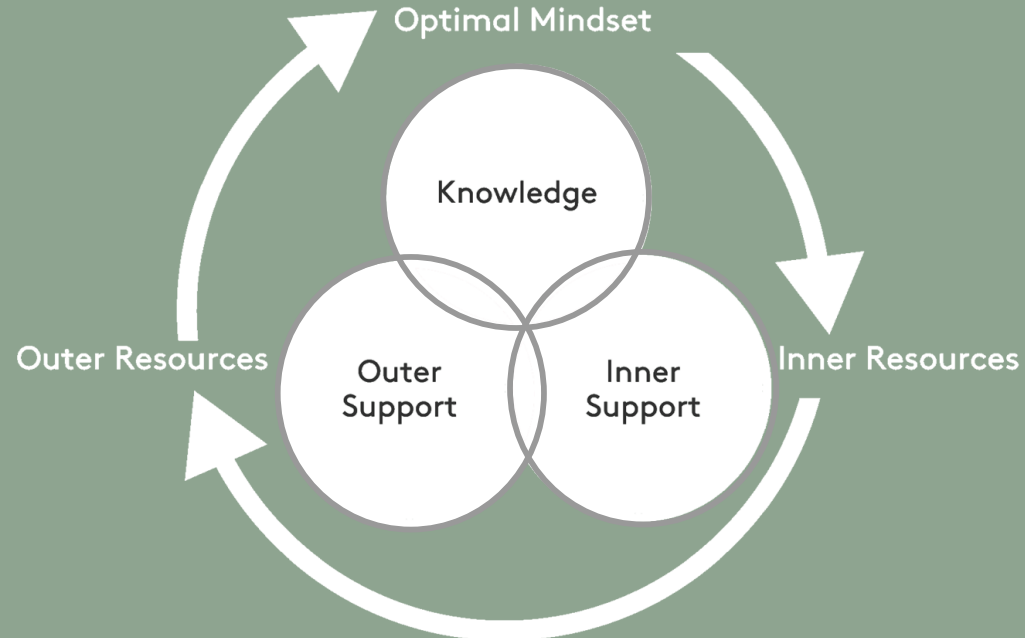 Optimal Mindset
Knowledge
Outer Resources
Outer
Support
Inner
Support
Inner Resources